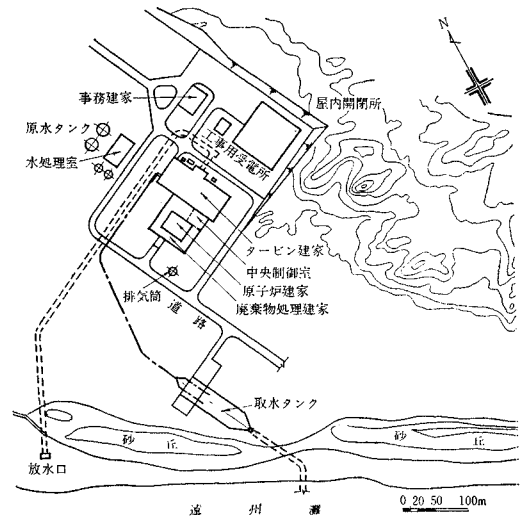 N
事務建家
屋内開閉所
原水タンク
工事用受電所
水処理室
タービン建家
中央制御室
原子炉建家
廃棄物処理建家
排気筒
道路
取水タンク
砂丘
砂丘
放水口
遠州灘
0 20 50 100m